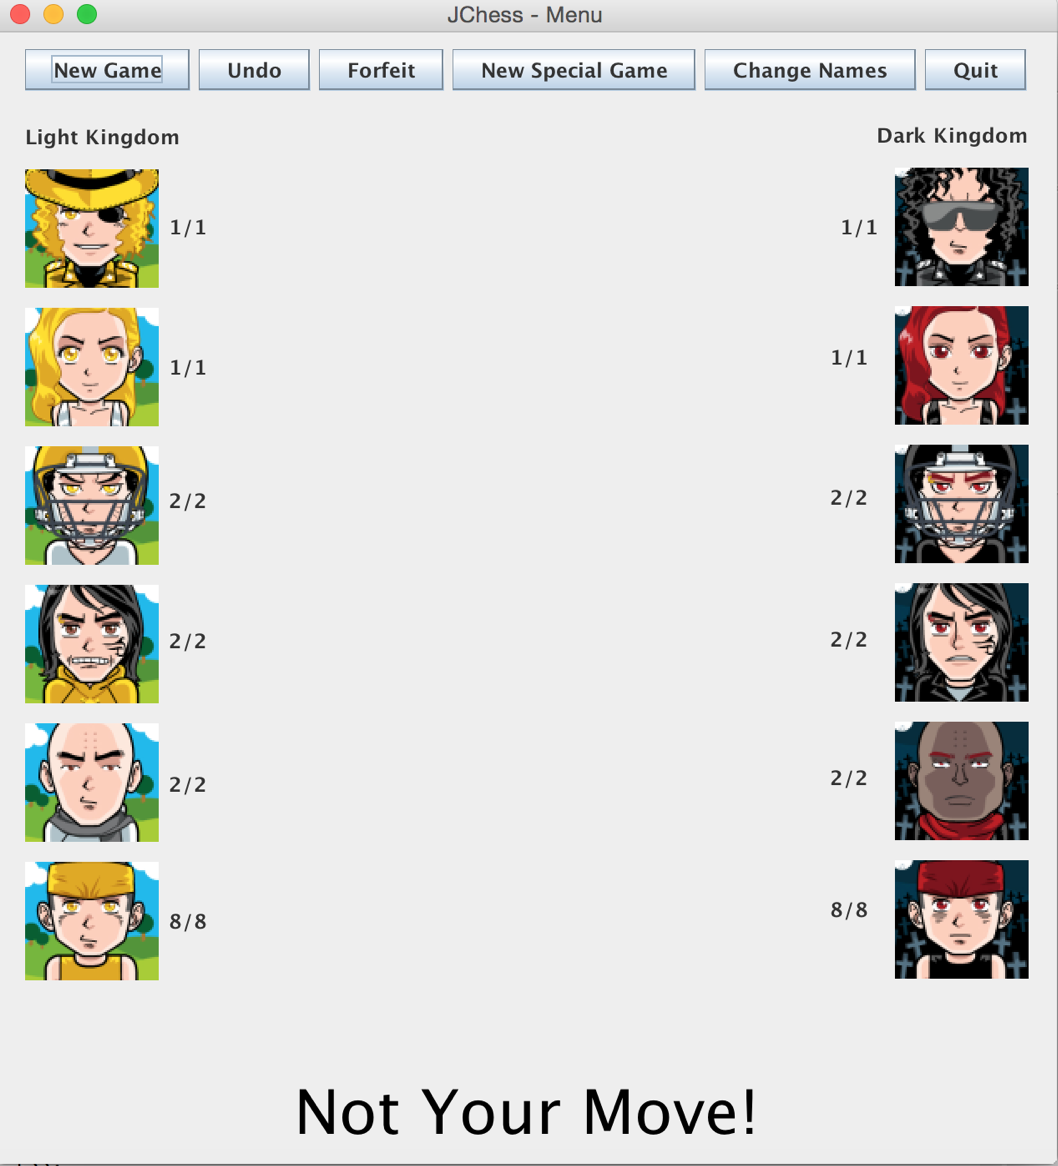 JChess - Menu
New Game Undo Forfeit New Special Game Change Names Quit
Light Kingdom Dark Kingdom
1/1 1/1
1/1 1/1
2/2 2/2
2/2 2/2
2/2 2/2
8/8 8/8
Not Your Move!